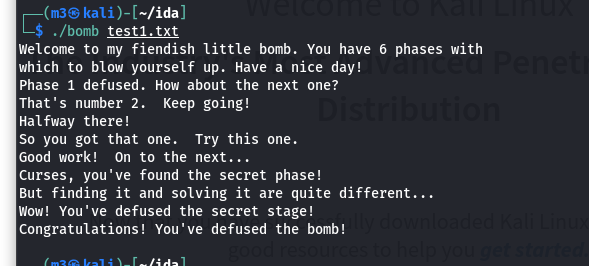 Welcome to Kali Linux
┌──(m3㉿kali)-[~/ida]
└─$ ./bomb test1.txt
Welcome to my fiendish little bomb. You have 6 phases with
which to blow yourself up. Have a nice day!
Phase 1 defused. How about the next one?
That's number 2.  Keep going!
Halfway there!
So you got that one.  Try this one.
Good work!  On to the next...
Curses, you've found the secret phase!
But finding it and solving it are quite different...
Wow! You've defused the secret stage!
Congratulations! You've defused the bomb!
(m3㉿kali)-[~/ida]
Advanced Penetr
Distribution
fully downloaded Kali Linux
good resources to help you get started.